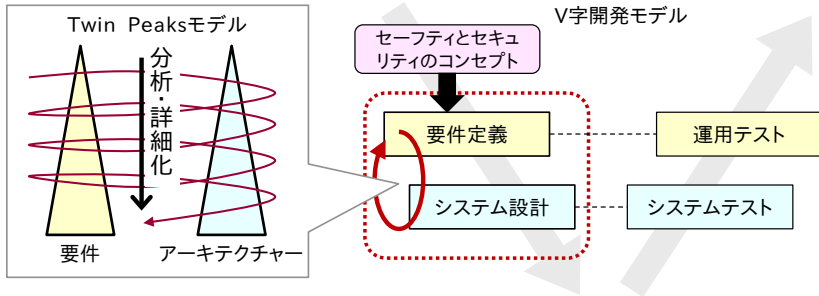 Twin Peaksモデル
分析・詳細化
要件
アーキテクチャー
V字開発モデル
セーフティとセキュ
リティのコンセプト
要件定義
運用テスト
システム設計
システムテスト